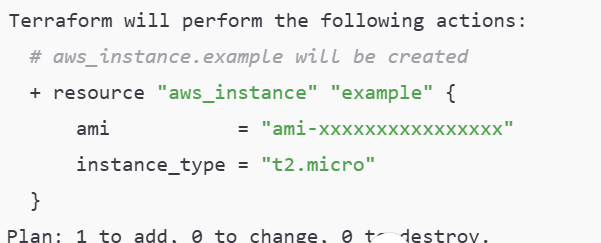 Terraform will perform the following actions:
# aws_instance.example will be created
+ resource "aws_instance" "example" {
ami = "ami-xxxxxxxxxxxxxxxxx"
instance_type = "t2.micro"
}
Plan: 1 to add, 0 to change, 0 to destroy.